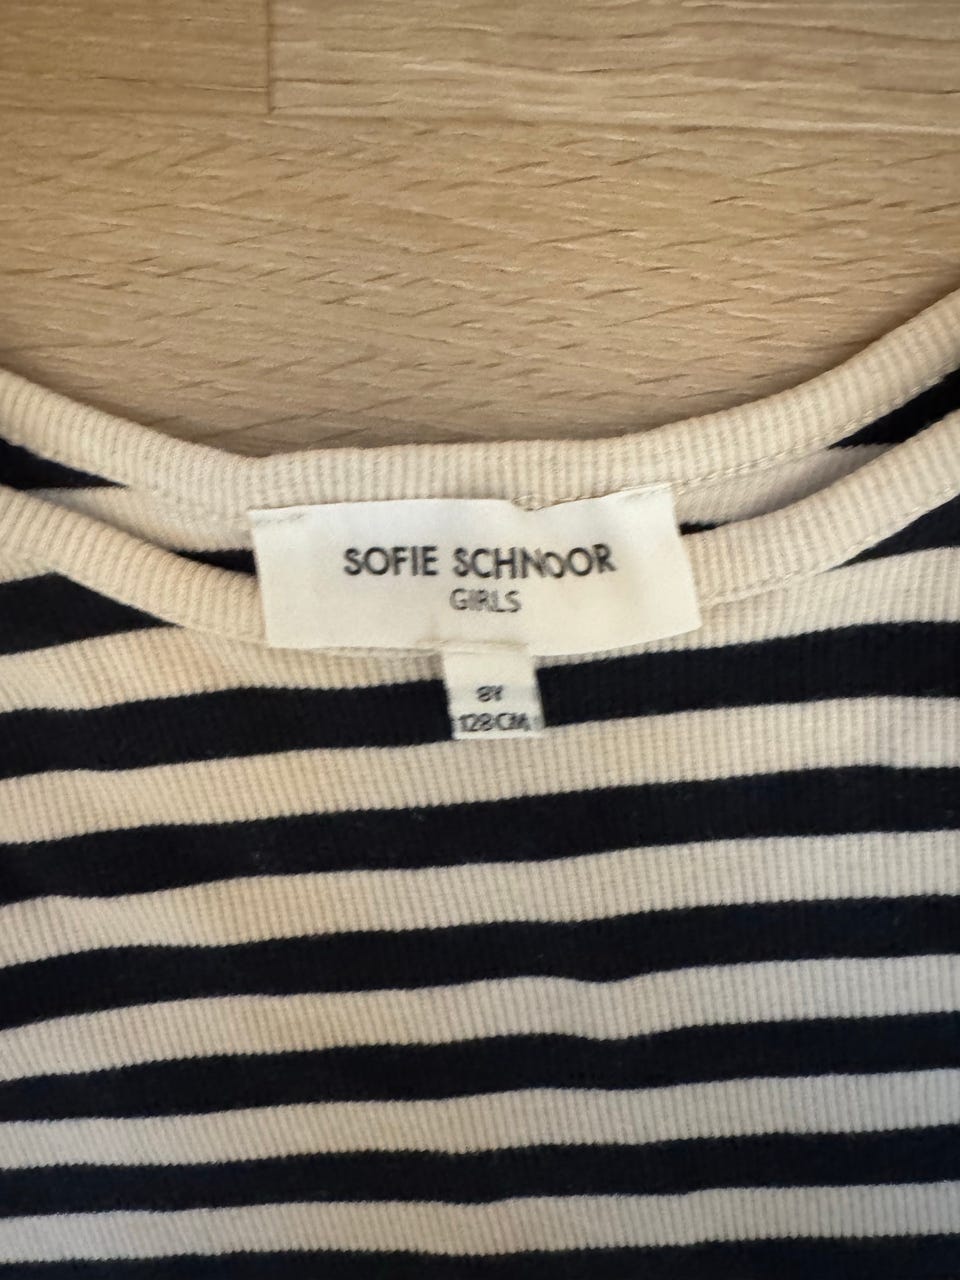 SOFIE SCHNOOR
GIRLS
8Y
128CM